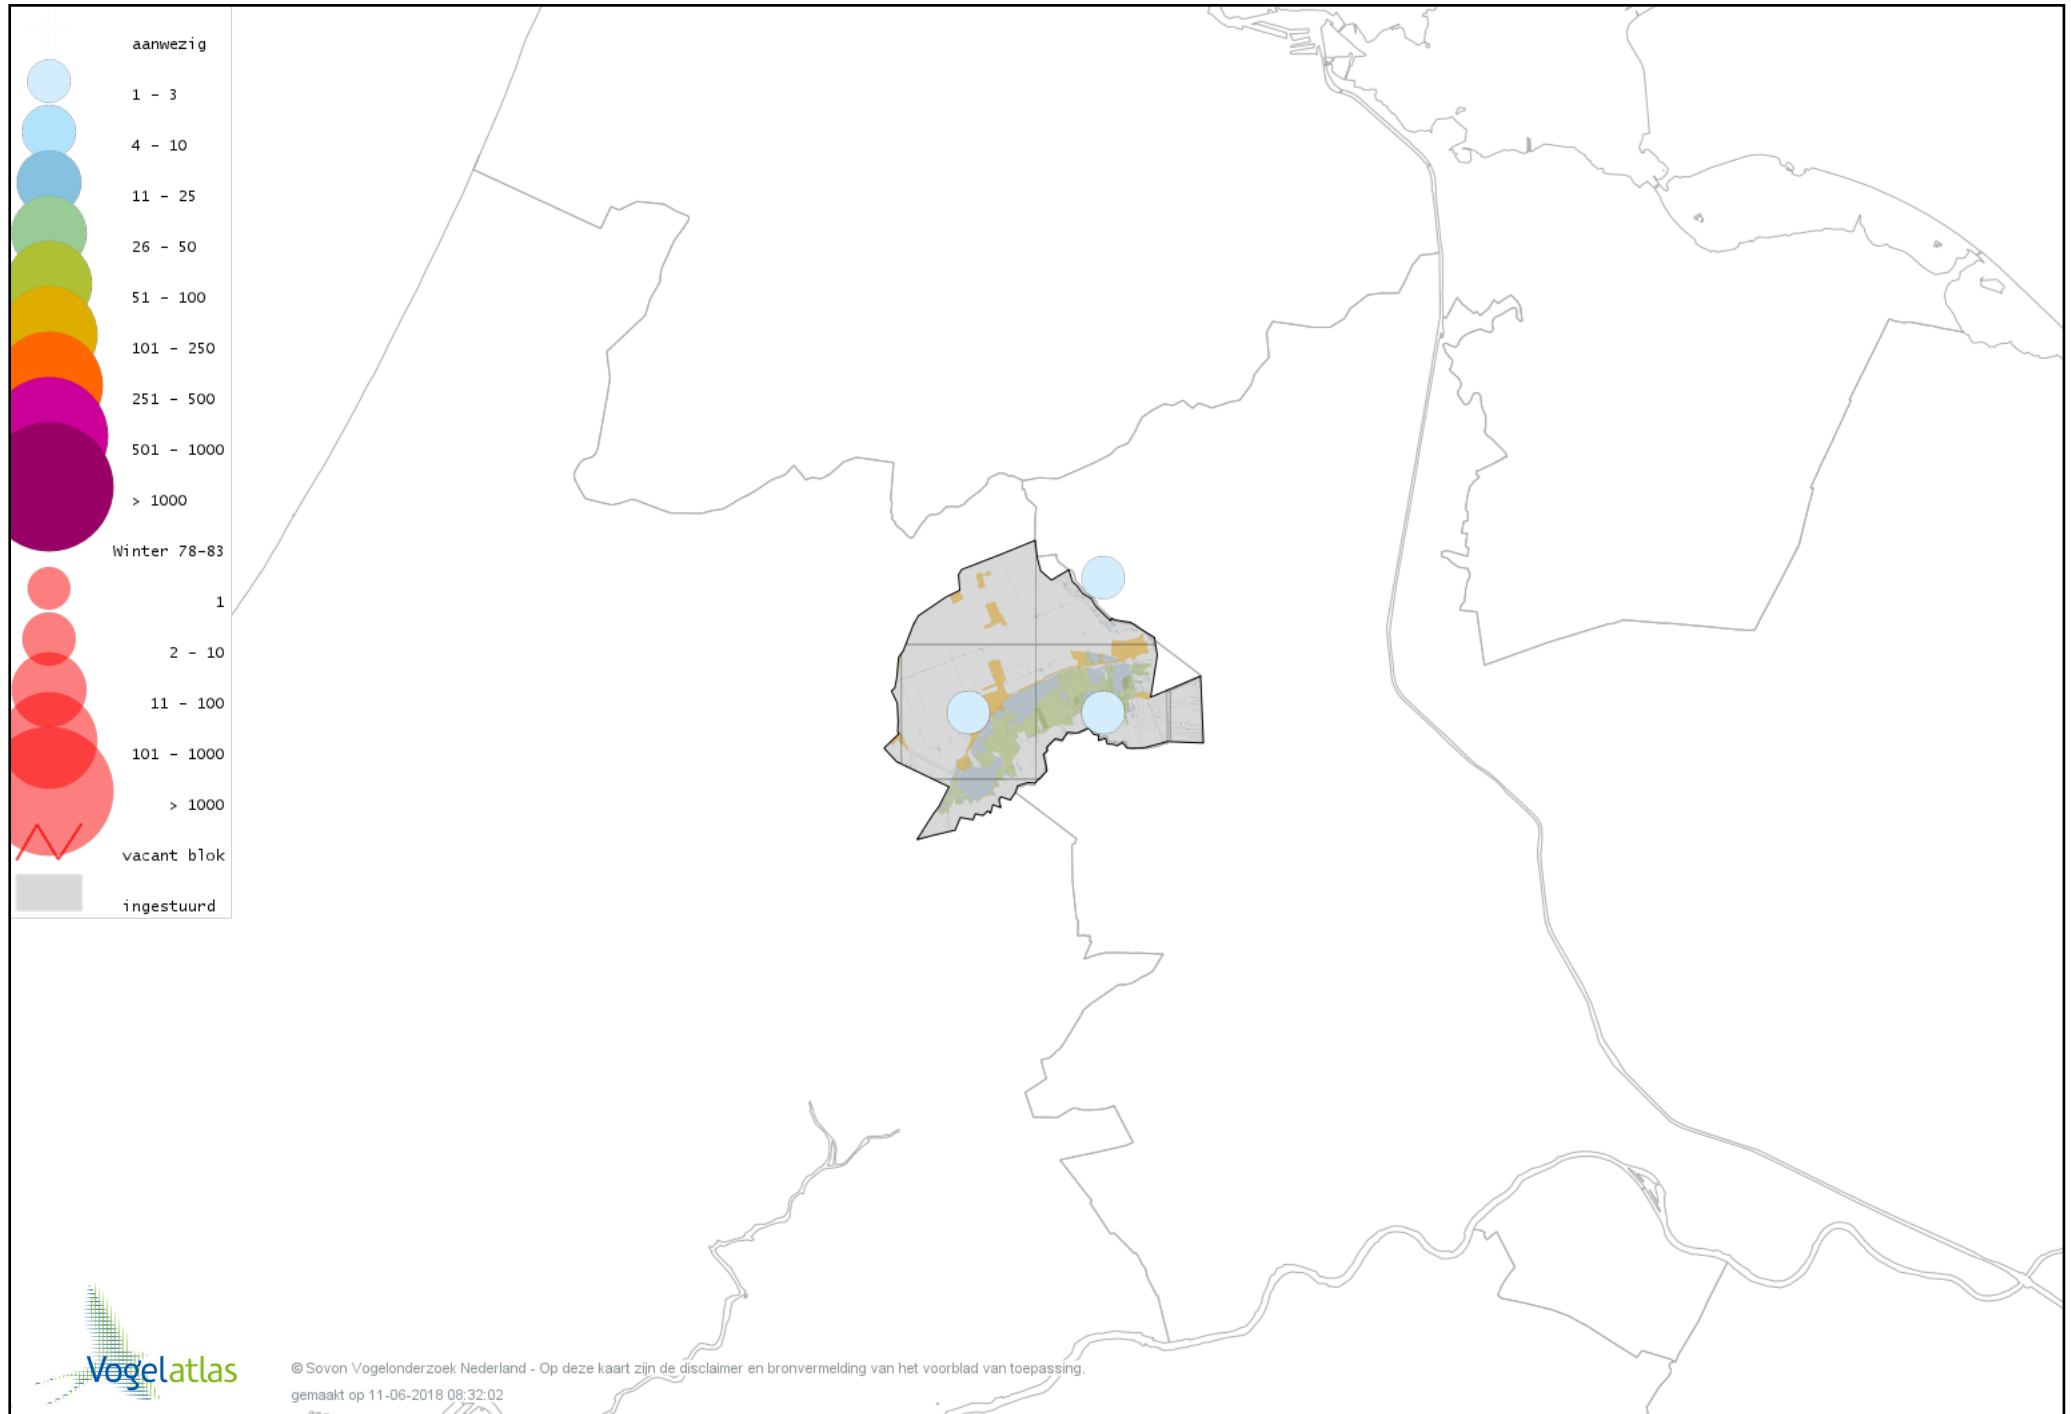 aanwezig
1 - 3
4 - 10
11 - 25
26 - 50
51 - 100
101 - 250
251 - 500
501 - 1000
> 1000
Winter 78-83
1
2 - 10
11 - 100
101 - 1000
> 1000
vacant blok
ingestuurd
Vogelatlas
© Sovon Vogelonderzoek Nederland - Op deze kaart zijn de disclaimer en bronvermelding van het voorblad van toepassing.
gemaakt op 11-06-2018 08:32:02